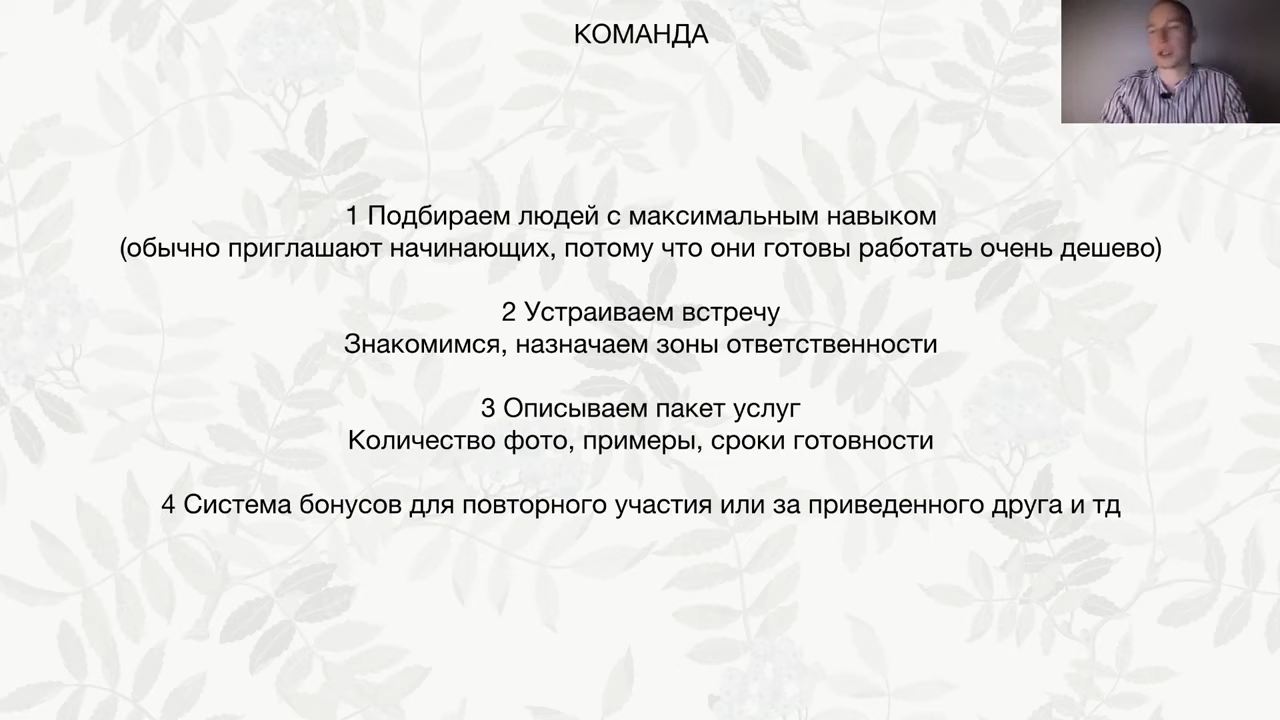 КОМАНДА
1 Подбираем людей с максимальным навыком
(обычно приглашают начинающих, потому что они готовы работать очень дешево)
2 Устраиваем встречу
Знакомимся, назначаем зоны ответственности
3 Описываем пакет услуг
Количество фото, примеры, сроки готовности
4 Система бонусов для повторного участия или за приведенного друга и тд